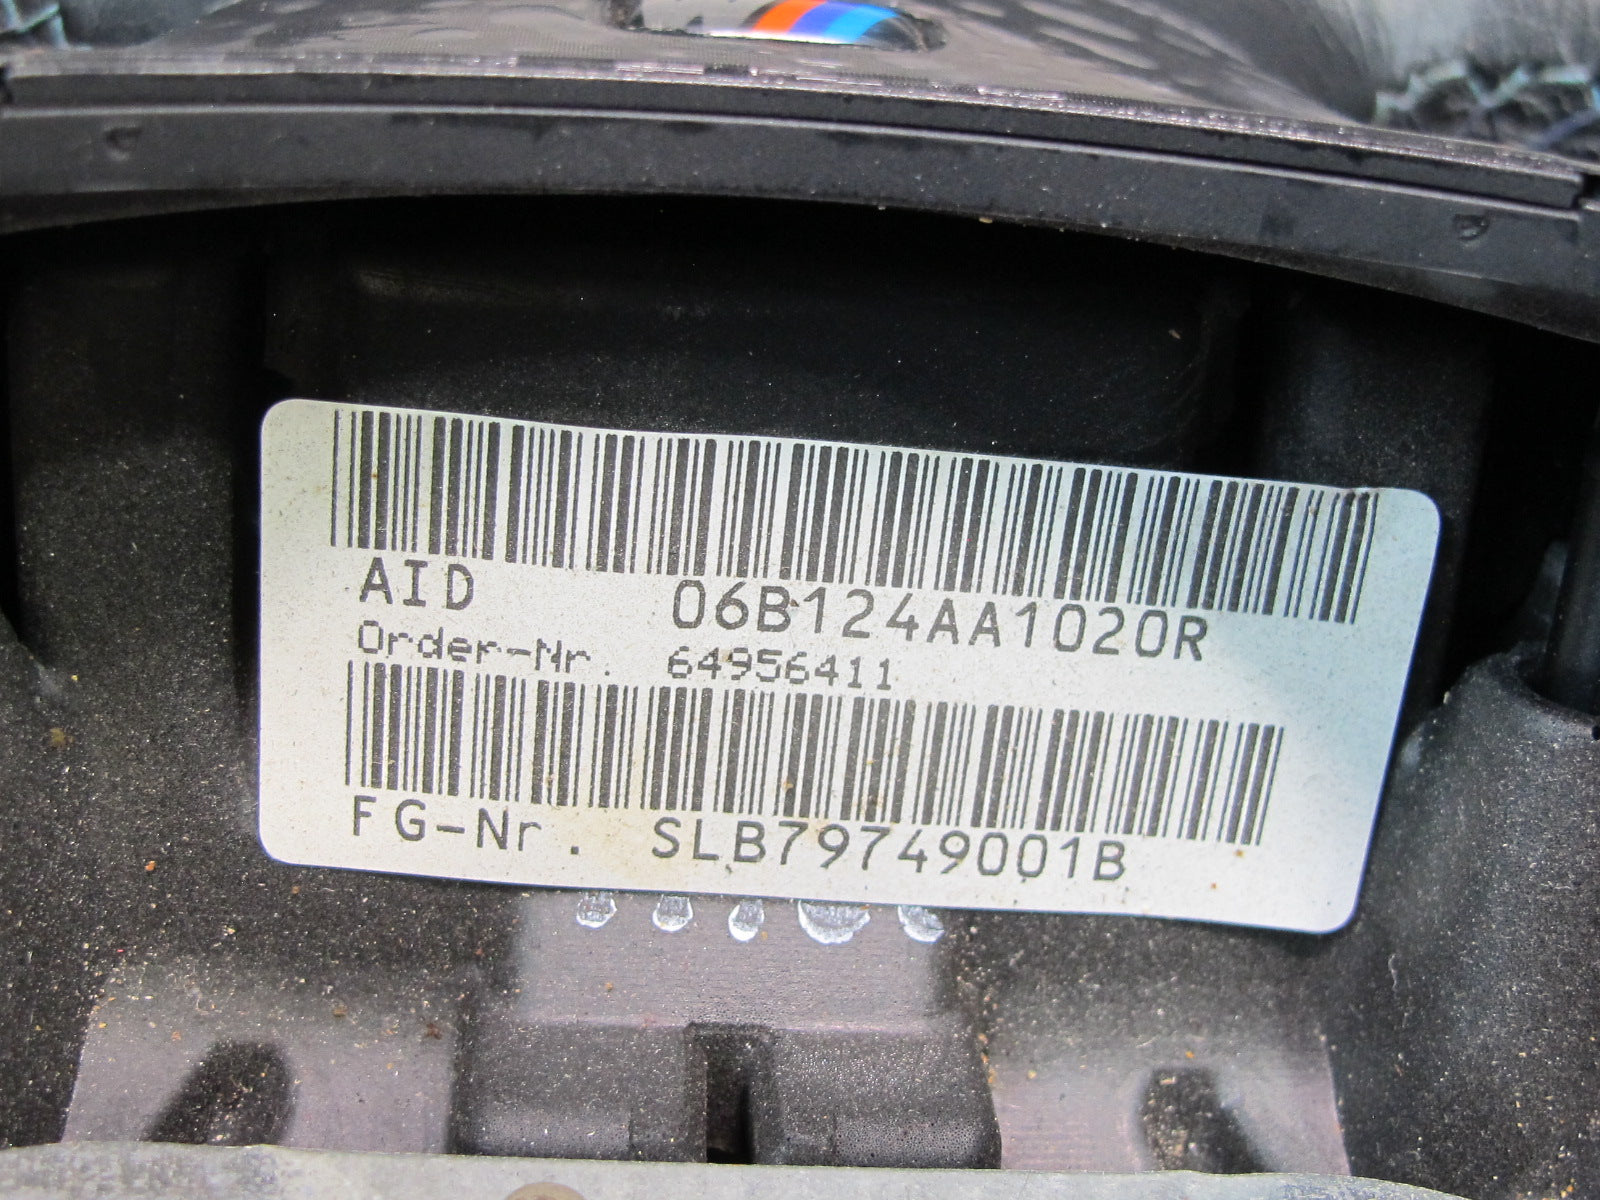 AID 06B124AA1020R
Order-Nr. 64956411
FG-Nr. SLB79749001B